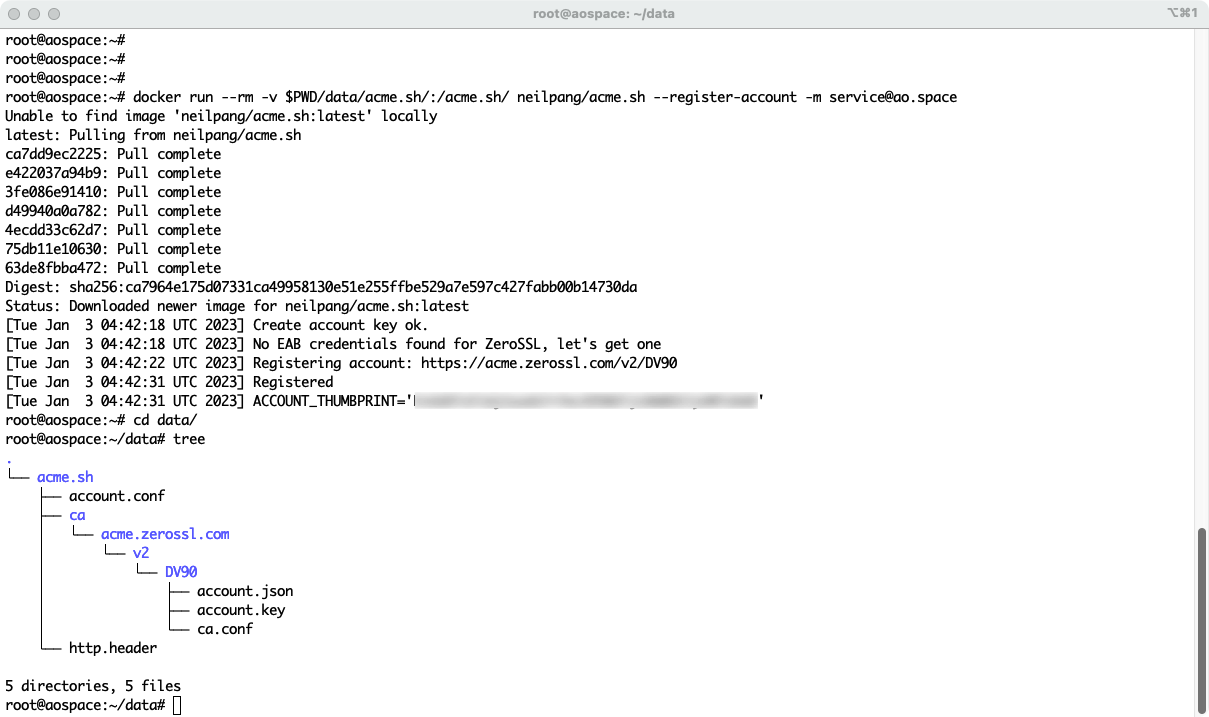 root@aospace: ~/data
⌥⌘1
root@aospace:~#
root@aospace:~#
root@aospace:~#
root@aospace:~# docker run --rm -v $PWD/data/acme.sh/:/acme.sh/ neilpang/acme.sh --register-account -m service@ao.space
Unable to find image 'neilpang/acme.sh:latest' locally
latest: Pulling from neilpang/acme.sh
ca7dd9ec2225: Pull complete
e422037a94b9: Pull complete
3fe086e91410: Pull complete
d49940a0a782: Pull complete
4ecdd33c62d7: Pull complete
75db11e10630: Pull complete
63de8fbba472: Pull complete
Digest: sha256:ca7964e175d07331ca49958130e51e255ffbe529a7e597c427fabb00b14730da
Status: Downloaded newer image for neilpang/acme.sh:latest
[Tue Jan  3 04:42:18 UTC 2023] Create account key ok.
[Tue Jan  3 04:42:18 UTC 2023] No EAB credentials found for ZeroSSL, let's get one
[Tue Jan  3 04:42:22 UTC 2023] Registering account: https://acme.zerossl.com/v2/DV90
[Tue Jan  3 04:42:31 UTC 2023] Registered
[Tue Jan  3 04:42:31 UTC 2023] ACCOUNT_THUMBPRINT=' '
root@aospace:~# cd data/
root@aospace:~/data# tree
.
└── acme.sh
    ├── account.conf
    ├── ca
    │   └── acme.zerossl.com
    │       └── v2
    │           └── DV90
    │               ├── account.json
    │               ├── account.key
    │               └── ca.conf
    └── http.header
5 directories, 5 files
root@aospace:~/data#